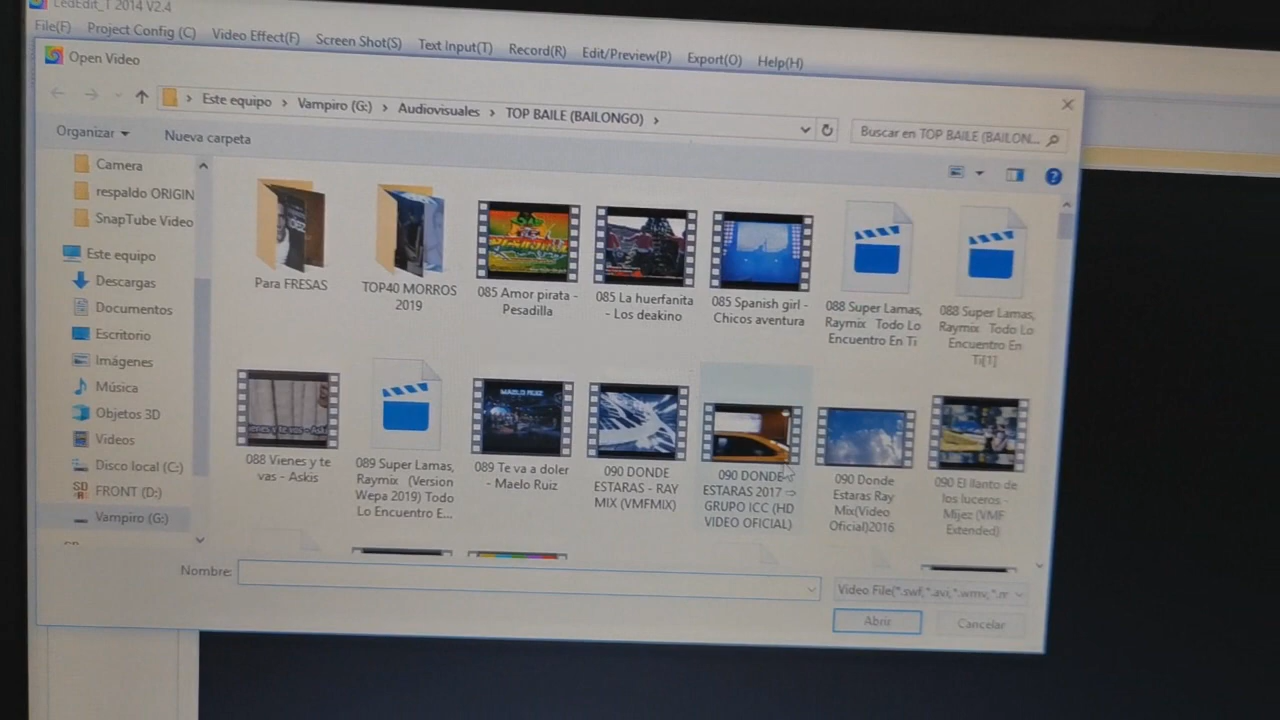 LedEdit_T 2014 V2.4
File(F) Project Config (C) Video Effect(F) Screen Shot(S) Text Input(T) Record(R) Edit/Preview(P) Export(O) Help(H)
Open Video
Este equipo > Vampiro (G:) > Audiovisuales > TOP BAILE (BAILONGO) >
Buscar en TOP BAILE (BAILON...
Organizar
Nueva carpeta
Camera
respaldo ORIGIN
SnapTube Video
Este equipo
Descargas
Documentos
Escritorio
Imágenes
Música
Objetos 3D
Videos
Disco local (C:)
FRONT (D:)
Vampiro (G:)
Para FRESAS
TOP40 MORROS
2019
085 Amor pirata -
Pesadilla
085 La huerfanita
- Los deakino
085 Spanish girl -
Chicos aventura
088 Super Lamas,
Raymix Todo Lo
Encuentro En Ti
088 Super Lamas,
Raymix Todo Lo
Encuentro En
Ti[1]
088 Vienes y te
vas - Askis
089 Super Lamas,
Raymix (Version
Wepa 2019) Todo
Lo Encuentro E...
MAELO RUIZ
089 Te va a doler
- Maelo Ruiz
090 DONDE
ESTARAS - RAY
MIX (VMFMIX)
090 DONDE
ESTARAS 2017 =>
GRUPO ICC (HD
VIDEO OFICIAL)
090 Donde
Estaras Ray
Mix(Video
Oficial)2016
090 El llanto de
los luceros -
Mijez (VMF
Extended)
Nombre:
Video File(*.swf,*.avi,*.wmv,*.m
Abrir
Cancelar